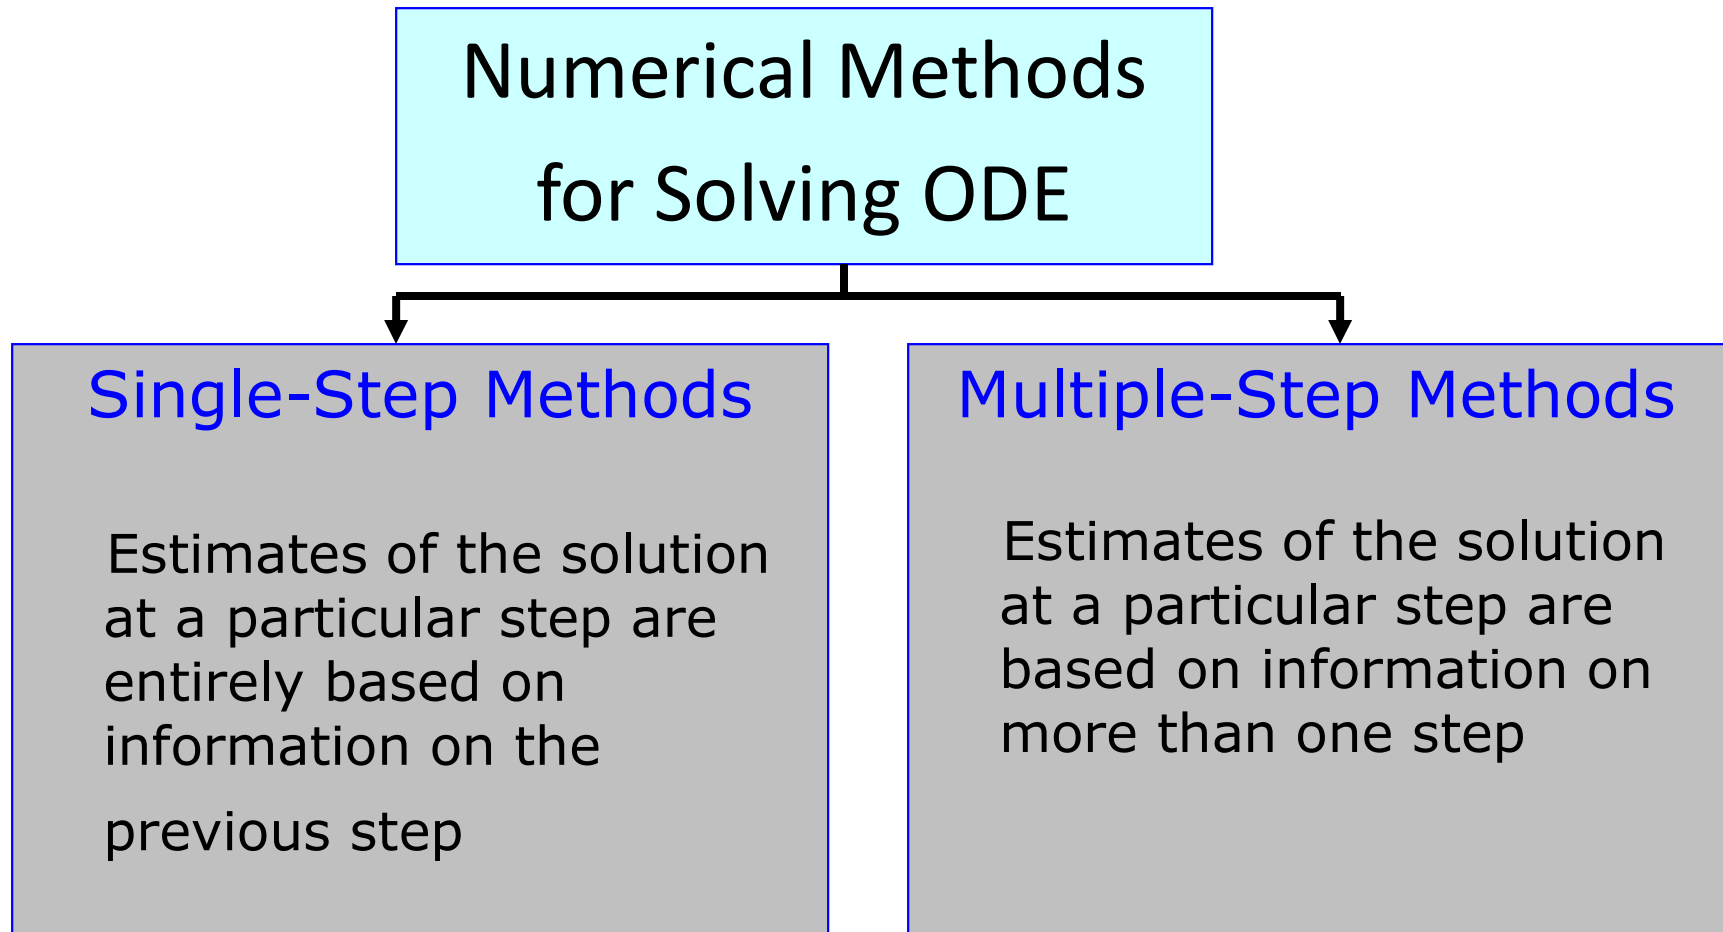 Numerical Methods
for Solving ODE
Single-Step Methods
Estimates of the solution
at a particular step are
entirely based on
information on the
previous step
Multiple-Step Methods
Estimates of the solution
at a particular step are
based on information on
more than one step